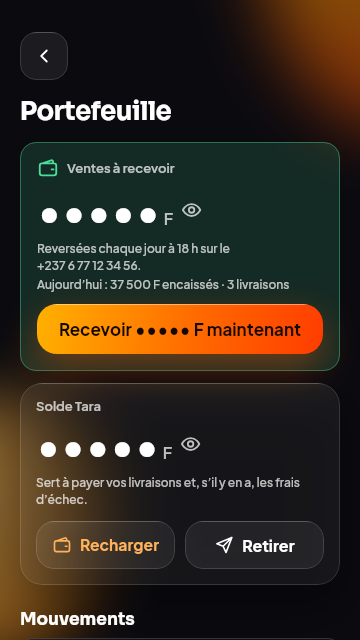 Portefeuille
Ventes à recevoir
● ● ● ● ● F
Reversées chaque jour à 18 h sur le
+237 6 77 12 34 56.
Aujourd’hui : 37 500 F encaissés · 3 livraisons
Recevoir ● ● ● ● ● F maintenant
Solde Tara
● ● ● ● ● F
Sert à payer vos livraisons et, s’il y en a, les frais
d’échec.
Recharger
Retirer
Mouvements